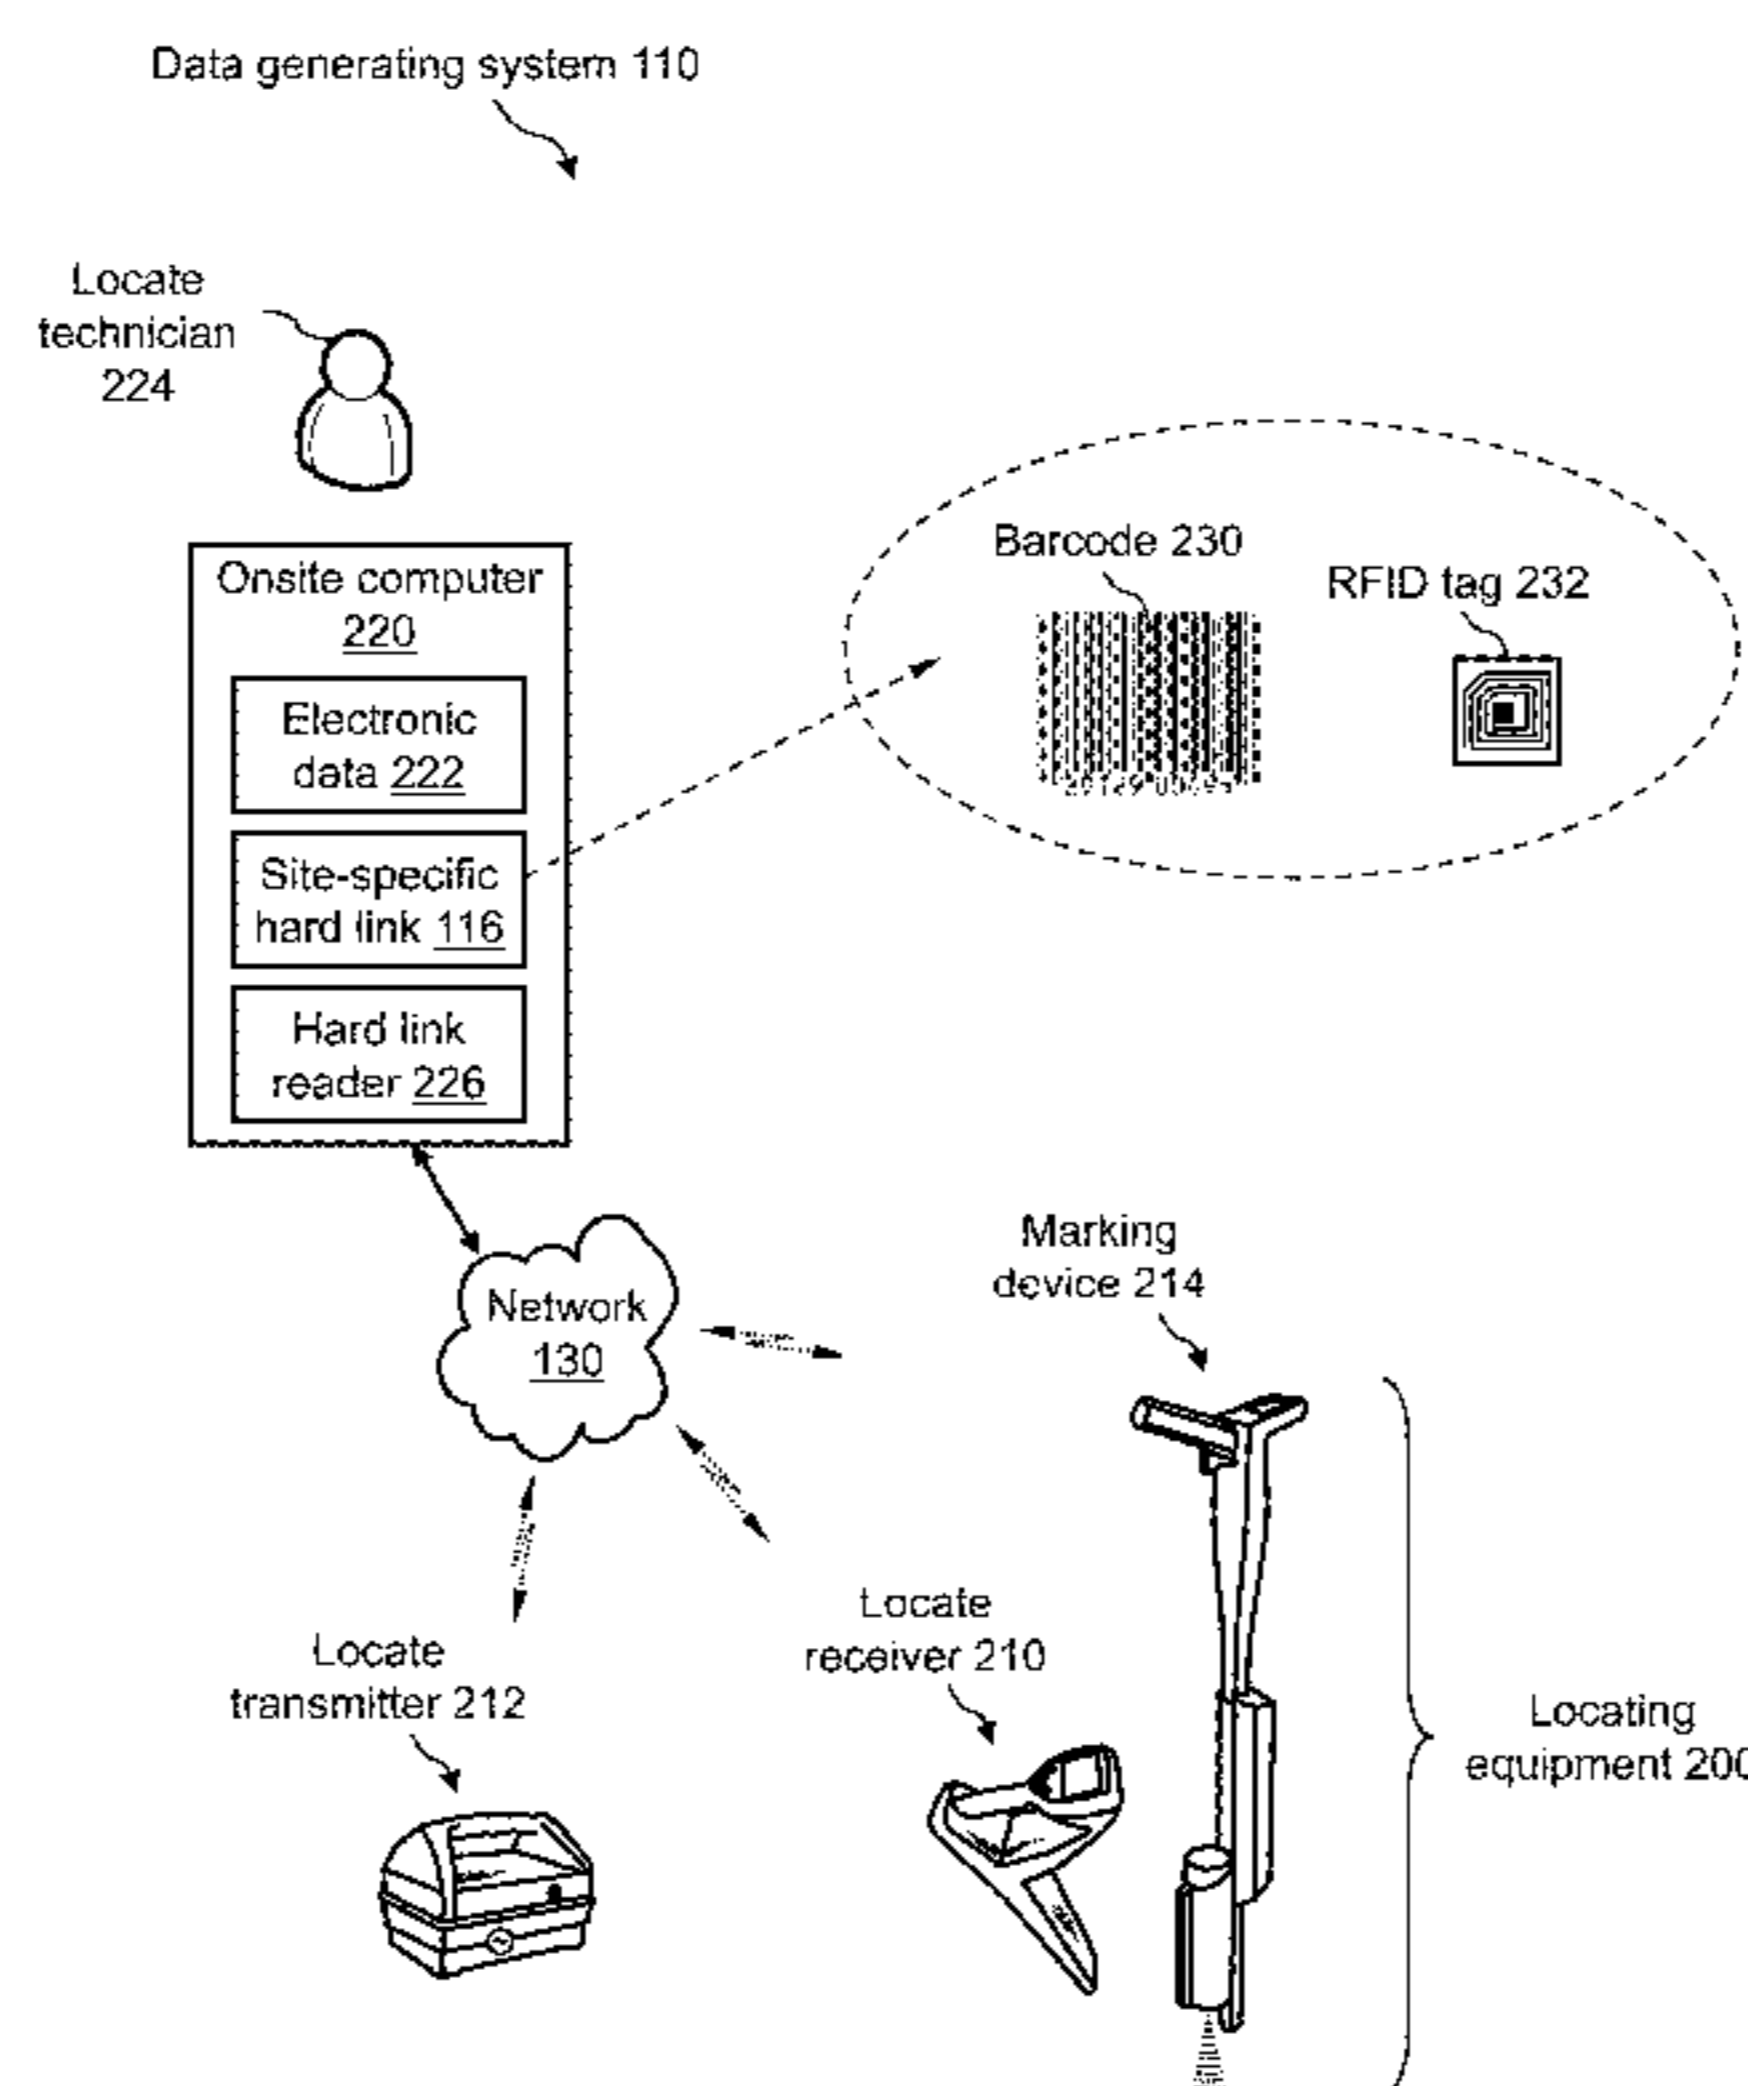 Data generating system 110
Locate
technician
224
Onsite computer
220
Electronic
data 222
Site-specific
hard link 116
Hard link
reader 226
Barcode 230
RFID tag 232
Network
130
Marking
device 214
Locate
receiver 210
Locate
transmitter 212
Locating
equipment 200